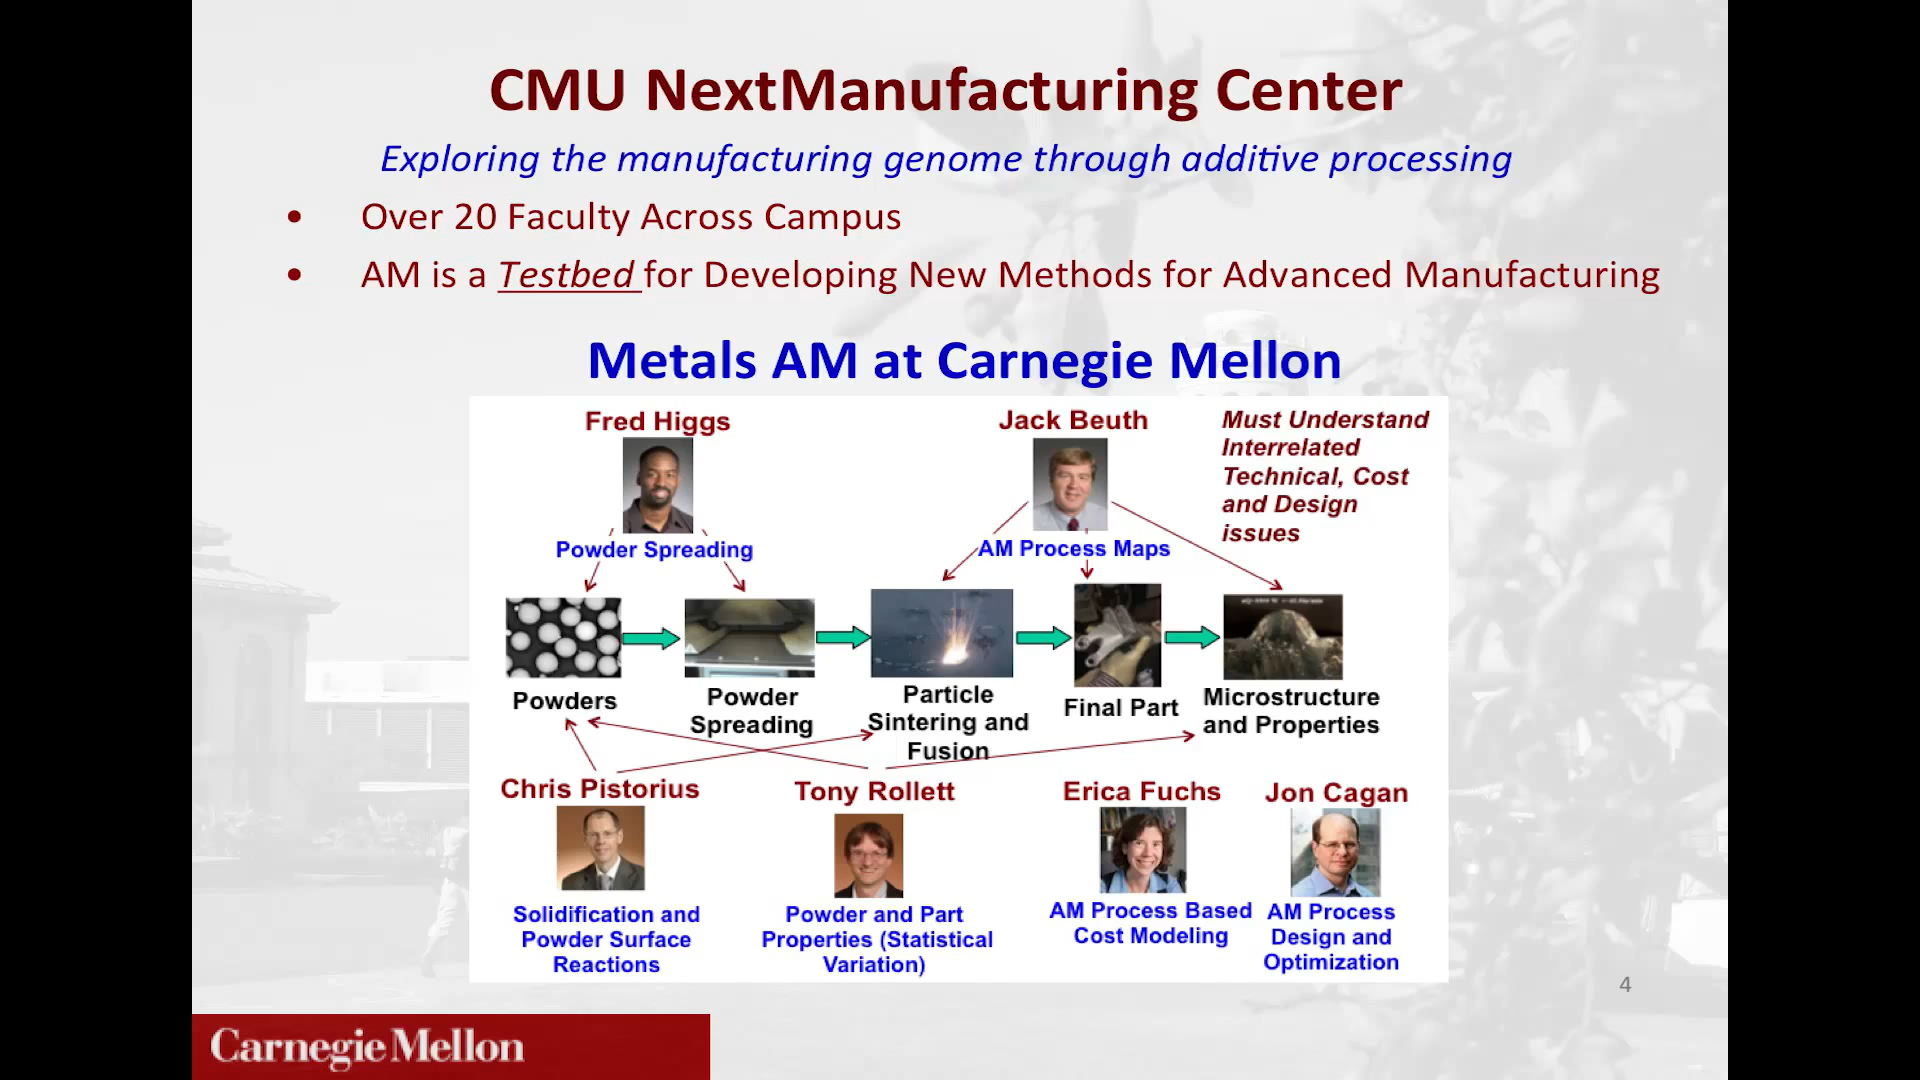 CMU NextManufacturing Center
Exploring the manufacturing genome through additive processing
• Over 20 Faculty Across Campus
• AM is a Testbed for Developing New Methods for Advanced Manufacturing
Metals AM at Carnegie Mellon
Fred Higgs
Powder Spreading
Jack Beuth
AM Process Maps
Must Understand
Interrelated
Technical, Cost
and Design
issues
Powders
Powder
Spreading
Particle
Sintering and
Fusion
Final Part
Microstructure
and Properties
Chris Pistorius
Solidification and
Powder Surface
Reactions
Tony Rollett
Powder and Part
Properties (Statistical
Variation)
Erica Fuchs
AM Process Based
Cost Modeling
Jon Cagan
AM Process
Design and
Optimization
4
Carnegie Mellon